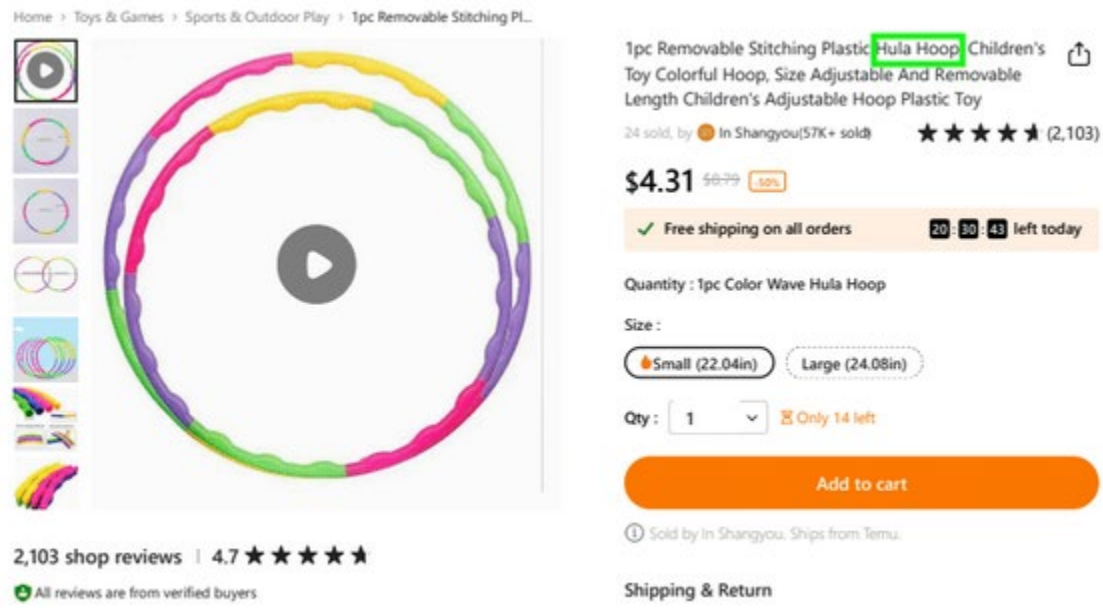 Home > Toys & Games > Sports & Outdoor Play > 1pc Removable Stitching Pl...
1pc Removable Stitching Plastic Hula Hoop, Children's
Toy Colorful Hoop, Size Adjustable And Removable
Length Children's Adjustable Hoop Plastic Toy
24 sold, by In Shangyou(57K+ sold) (2,103)
$4.31 $8.79 -50%
Free shipping on all orders 20:30:43 left today
Quantity : 1pc Color Wave Hula Hoop
Size :
Small (22.04in) Large (24.08in)
Qty : 1 Only 14 left
Add to cart
Sold by In Shangyou. Ships from Temu.
2,103 shop reviews | 4.7
All reviews are from verified buyers
Shipping & Return